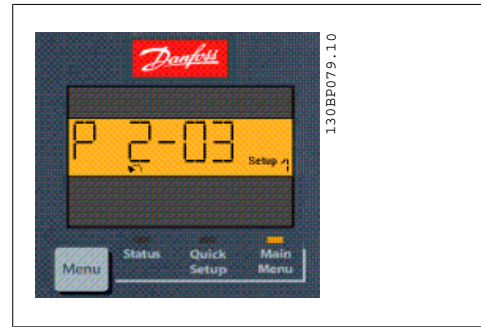 Danfoss
P 2-03
Setup 1
Status Quick Setup Main Menu
Menu
130BP079.10